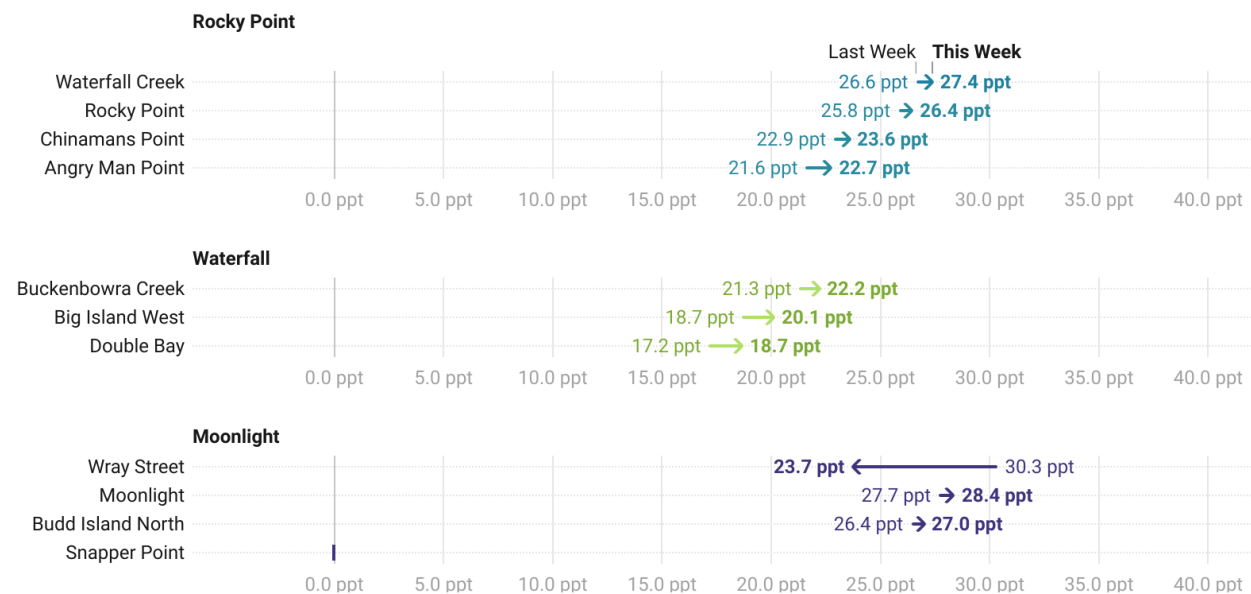 Rocky Point
Last Week This Week
Waterfall Creek 26.6 ppt 27.4 ppt
Rocky Point 25.8 ppt 26.4 ppt
Chinamans Point 22.9 ppt 23.6 ppt
Angry Man Point 21.6 ppt 22.7 ppt
0.0 ppt 5.0 ppt 10.0 ppt 15.0 ppt 20.0 ppt 25.0 ppt 30.0 ppt 35.0 ppt 40.0 ppt
Waterfall
Buckenbowra Creek 21.3 ppt 22.2 ppt
Big Island West 18.7 ppt 20.1 ppt
Double Bay 17.2 ppt 18.7 ppt
0.0 ppt 5.0 ppt 10.0 ppt 15.0 ppt 20.0 ppt 25.0 ppt 30.0 ppt 35.0 ppt 40.0 ppt
Moonlight
Wray Street 23.7 ppt 30.3 ppt
Moonlight 27.7 ppt 28.4 ppt
Budd Island North 26.4 ppt 27.0 ppt
Snapper Point
0.0 ppt 5.0 ppt 10.0 ppt 15.0 ppt 20.0 ppt 25.0 ppt 30.0 ppt 35.0 ppt 40.0 ppt